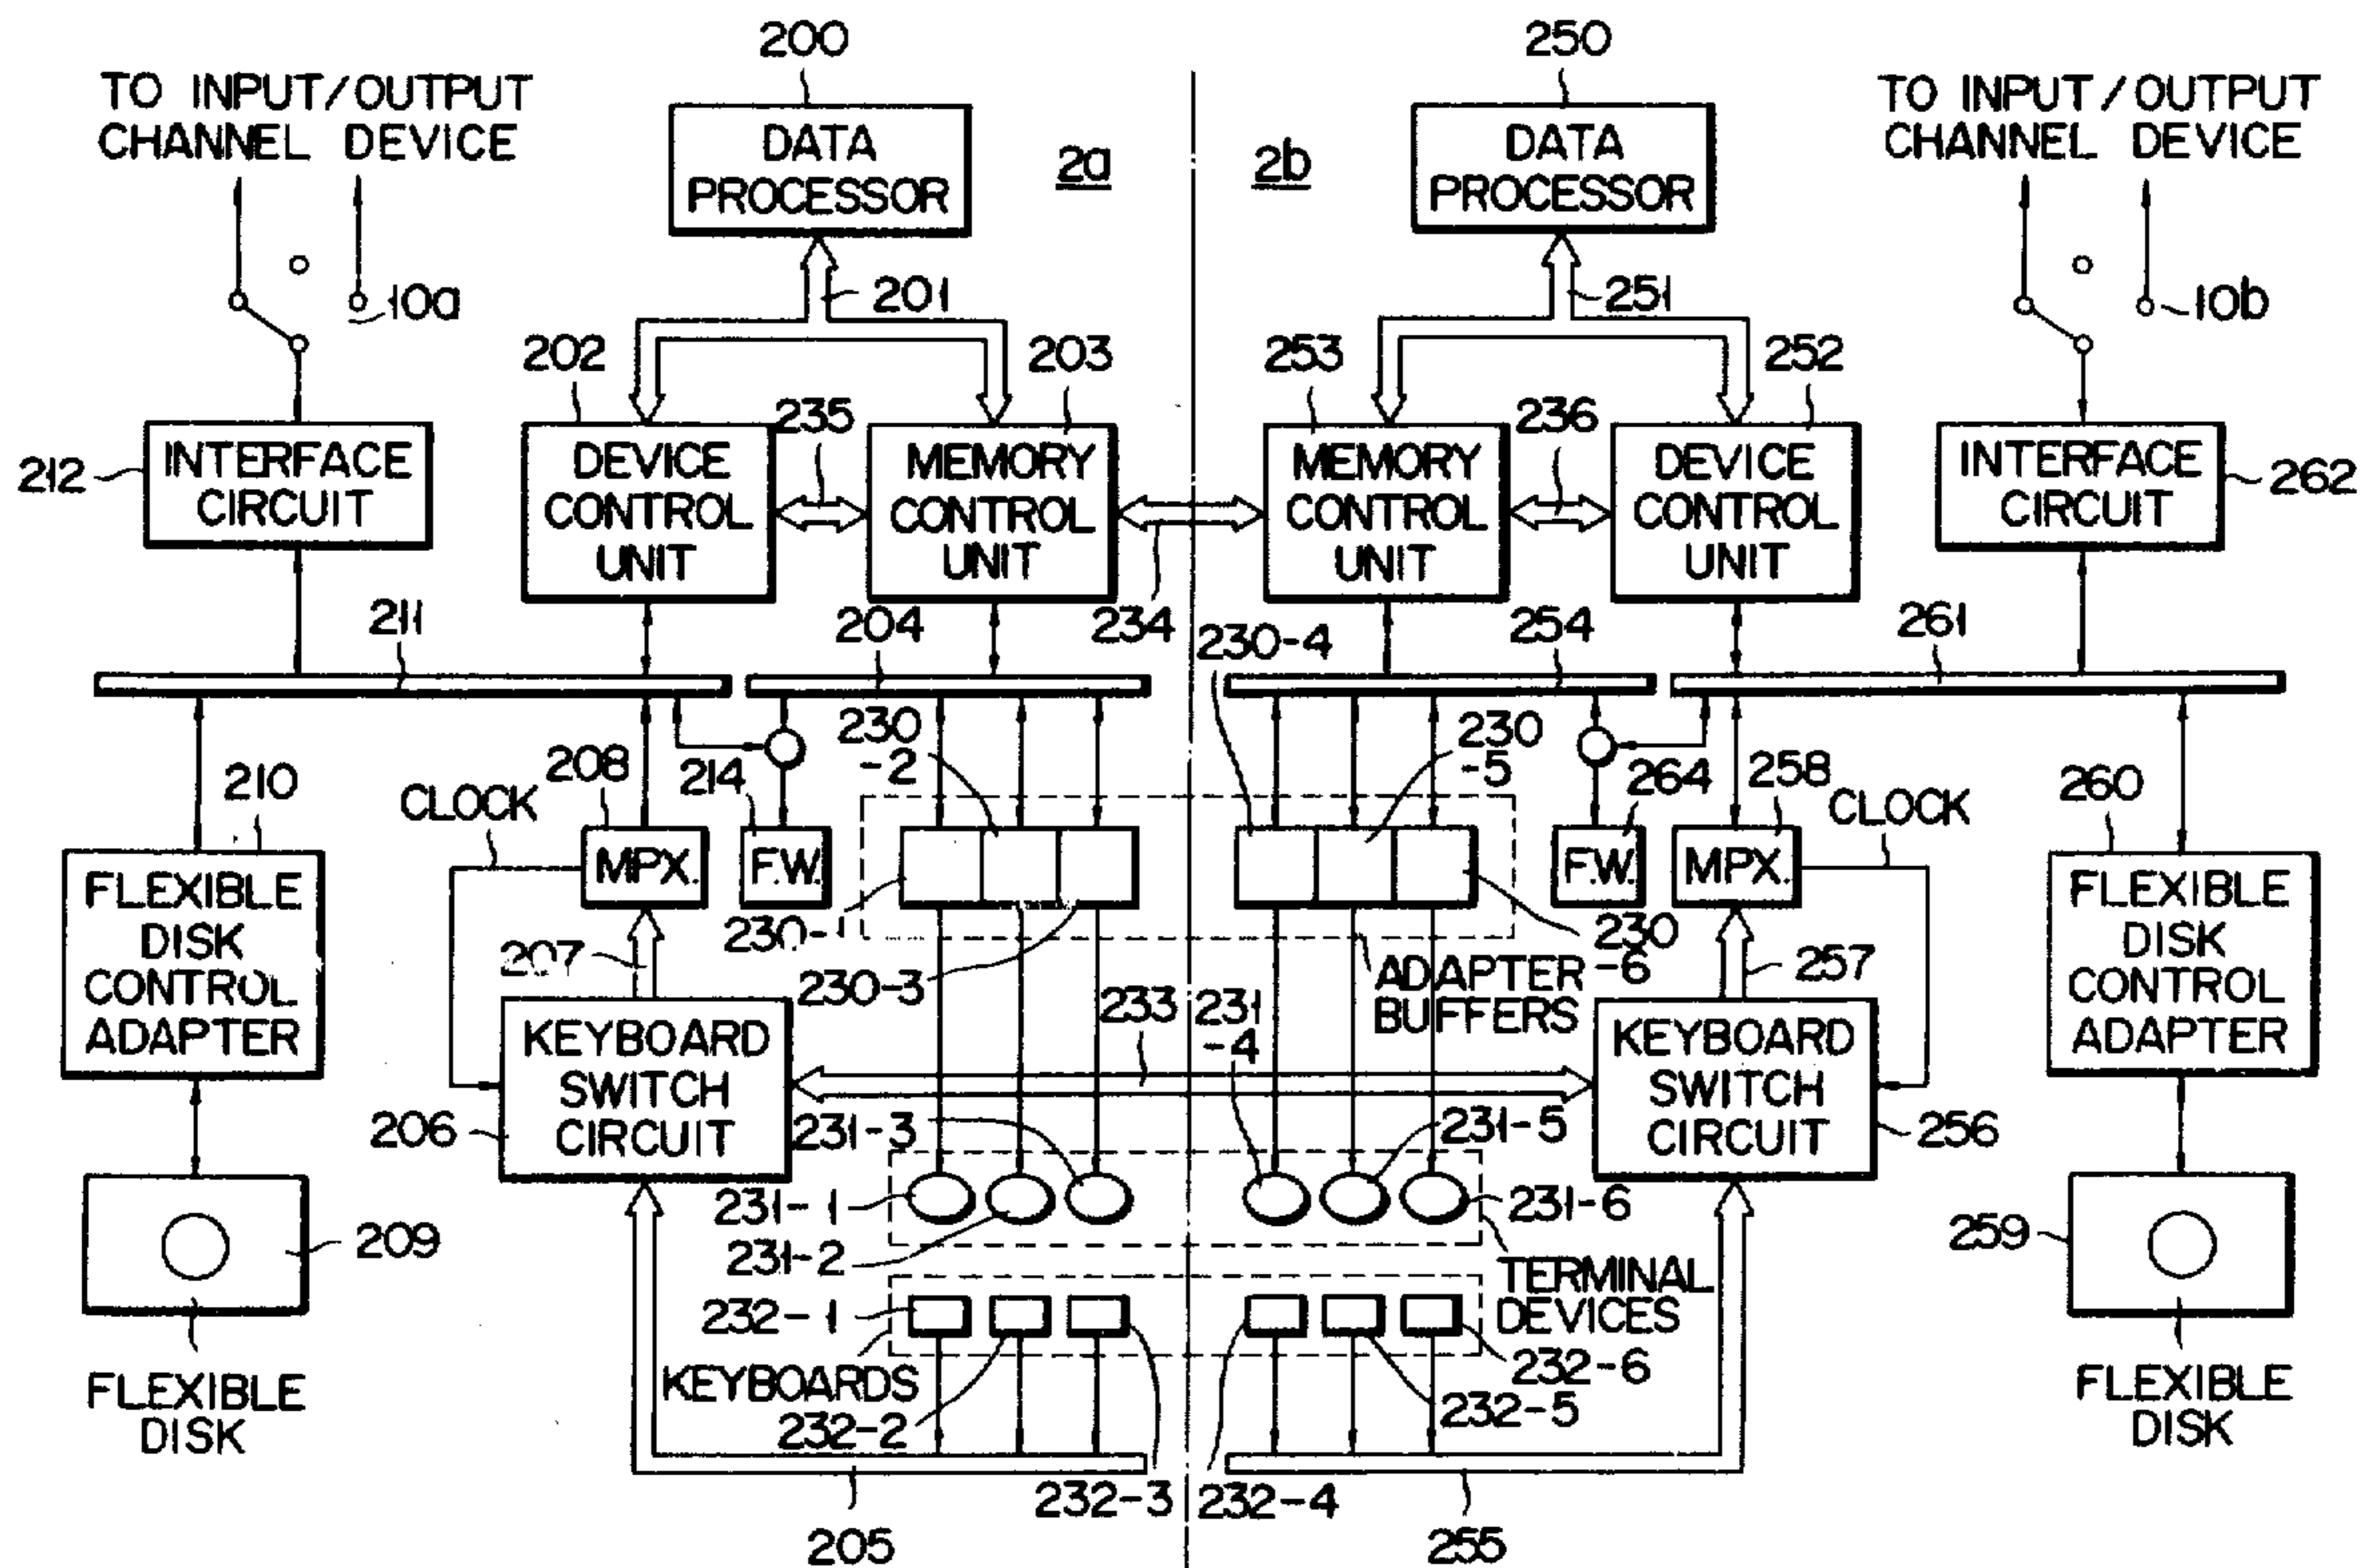 200
250
TO INPUT/OUTPUT
CHANNEL DEVICE
DATA
PROCESSOR
2a
2b
DATA
PROCESSOR
TO INPUT/OUTPUT
CHANNEL DEVICE
10a
201
251
10b
202
203
253
252
235
236
212
INTERFACE
CIRCUIT
DEVICE
CONTROL
UNIT
MEMORY
CONTROL
UNIT
MEMORY
CONTROL
UNIT
DEVICE
CONTROL
UNIT
INTERFACE
CIRCUIT
262
211
204
234
230-4
254
261
210
CLOCK
208
214
230
-2
230
-5
264
258
CLOCK
260
FLEXIBLE
DISK
CONTROL
ADAPTER
MPX.
F.W.
F.W.
MPX.
FLEXIBLE
DISK
CONTROL
ADAPTER
230-1
230
-6
207
230-3
233
ADAPTER
BUFFERS
257
231
-4
KEYBOARD
SWITCH
CIRCUIT
KEYBOARD
SWITCH
CIRCUIT
206
231-3
231-5
256
231-1
231-6
209
231-2
259
TERMINAL
DEVICES
232-1
KEYBOARDS
232-6
232-2
232-5
FLEXIBLE
DISK
FLEXIBLE
DISK
232-3
232-4
205
255